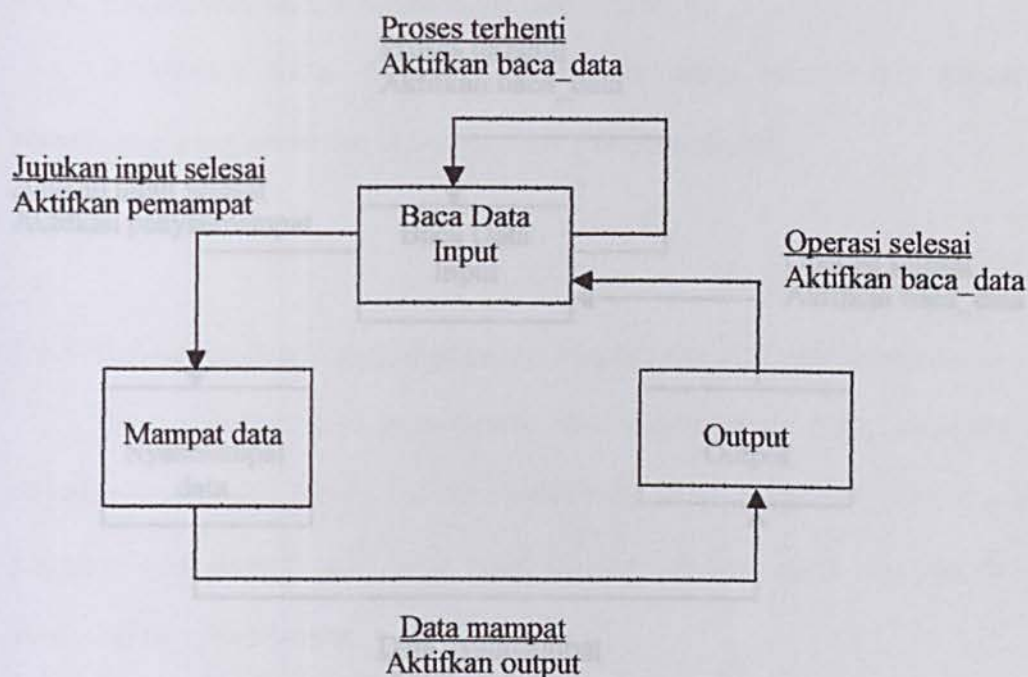 Proses terhenti
Aktifkan baca_data
Jujukan input selesai
Aktifkan pemampat
Baca Data
Input
Operasi selesai
Aktifkan baca_data
Mampat data
Output
Data mampat
Aktifkan output